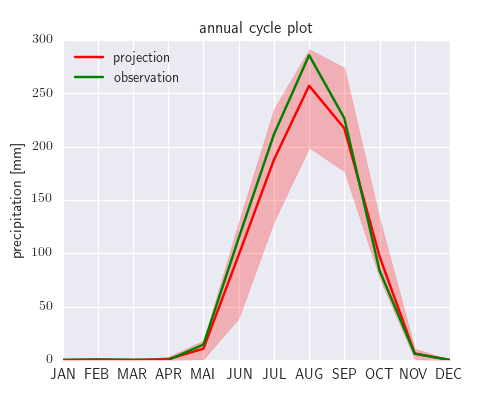 annual cycle plot
projection
observation
precipitation [mm]
300
250
200
150
100
50
0
JAN FEB MAR APR MAI JUN JUL AUG SEP OCT NOV DEC